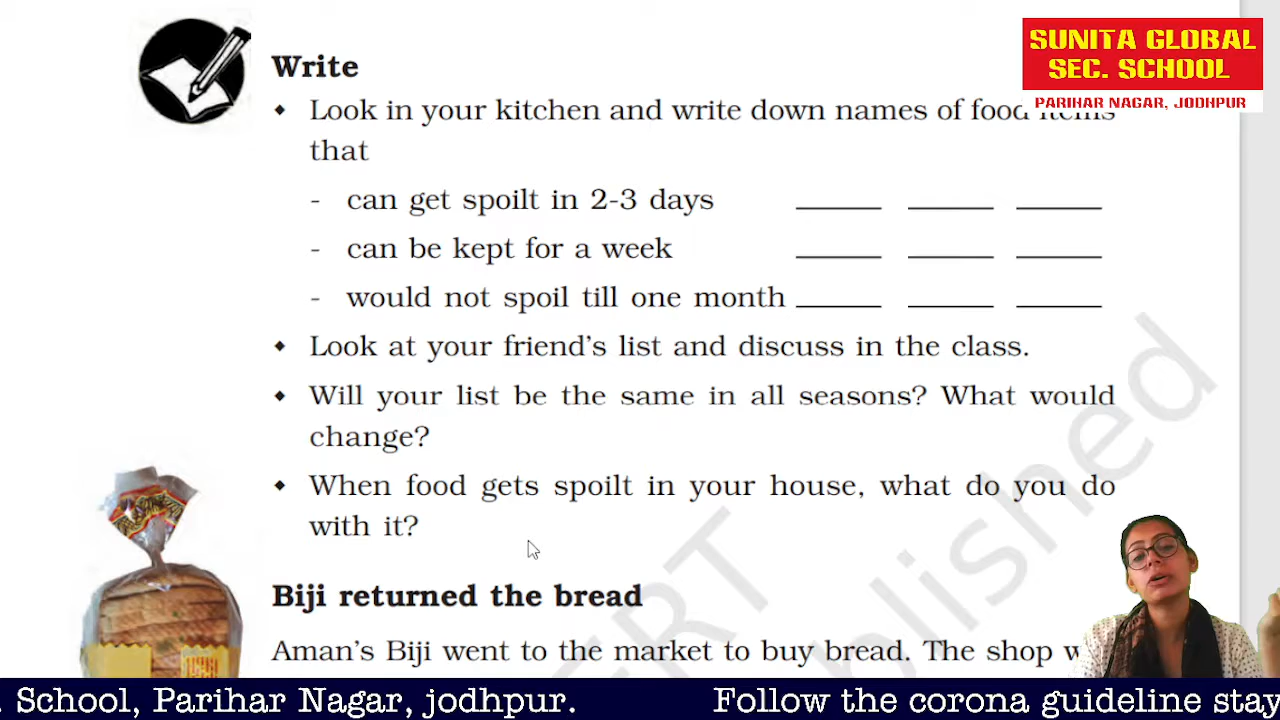 SUNITA GLOBAL
SEC. SCHOOL
PARIHAR NAGAR, JODHPUR
Write
Look in your kitchen and write down names of food items
that
- can get spoilt in 2-3 days
- can be kept for a week
- would not spoil till one month
Look at your friend's list and discuss in the class.
Will your list be the same in all seasons? What would
change?
When food gets spoilt in your house, what do you do
with it?
Biji returned the bread
Aman's Biji went to the market to buy bread. The shop w
. School, Parihar Nagar, jodhpur. Follow the corona guideline stay